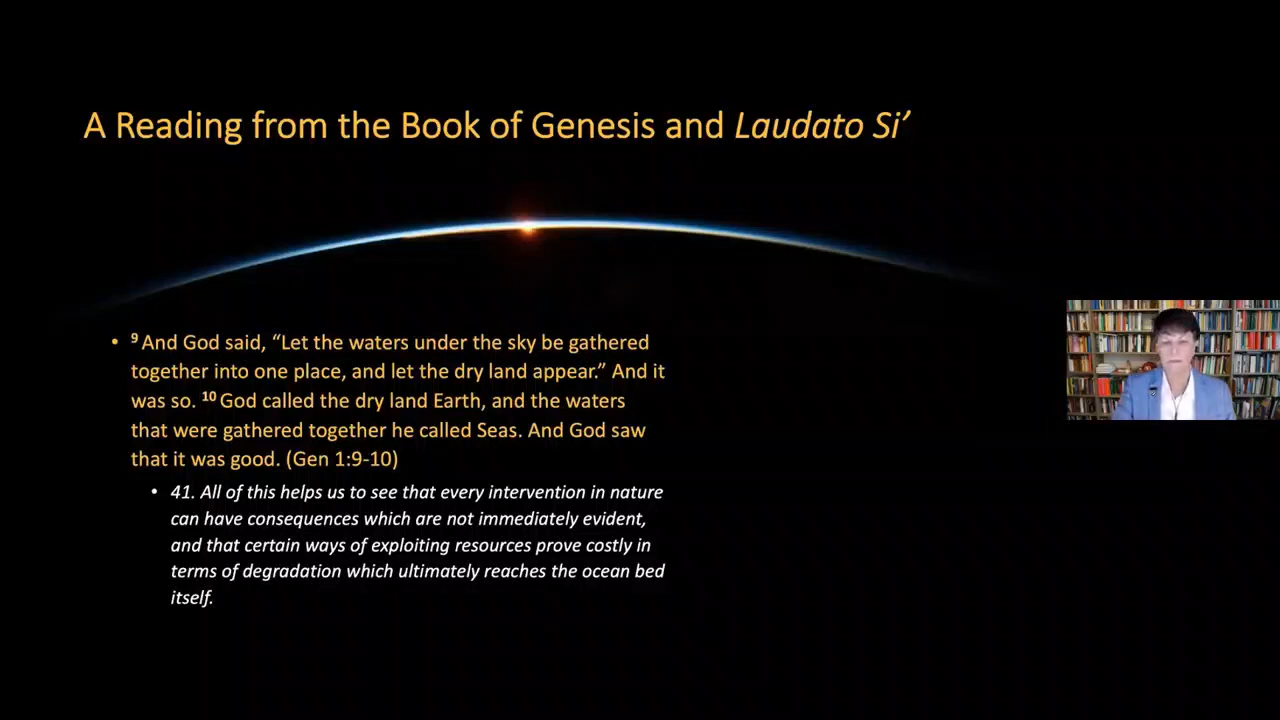 A Reading from the Book of Genesis and Laudato Si’
• ⁹ And God said, “Let the waters under the sky be gathered
together into one place, and let the dry land appear.” And it
was so. ¹⁰ God called the dry land Earth, and the waters
that were gathered together he called Seas. And God saw
that it was good. (Gen 1:9-10)
• 41. All of this helps us to see that every intervention in nature
can have consequences which are not immediately evident,
and that certain ways of exploiting resources prove costly in
terms of degradation which ultimately reaches the ocean bed
itself.